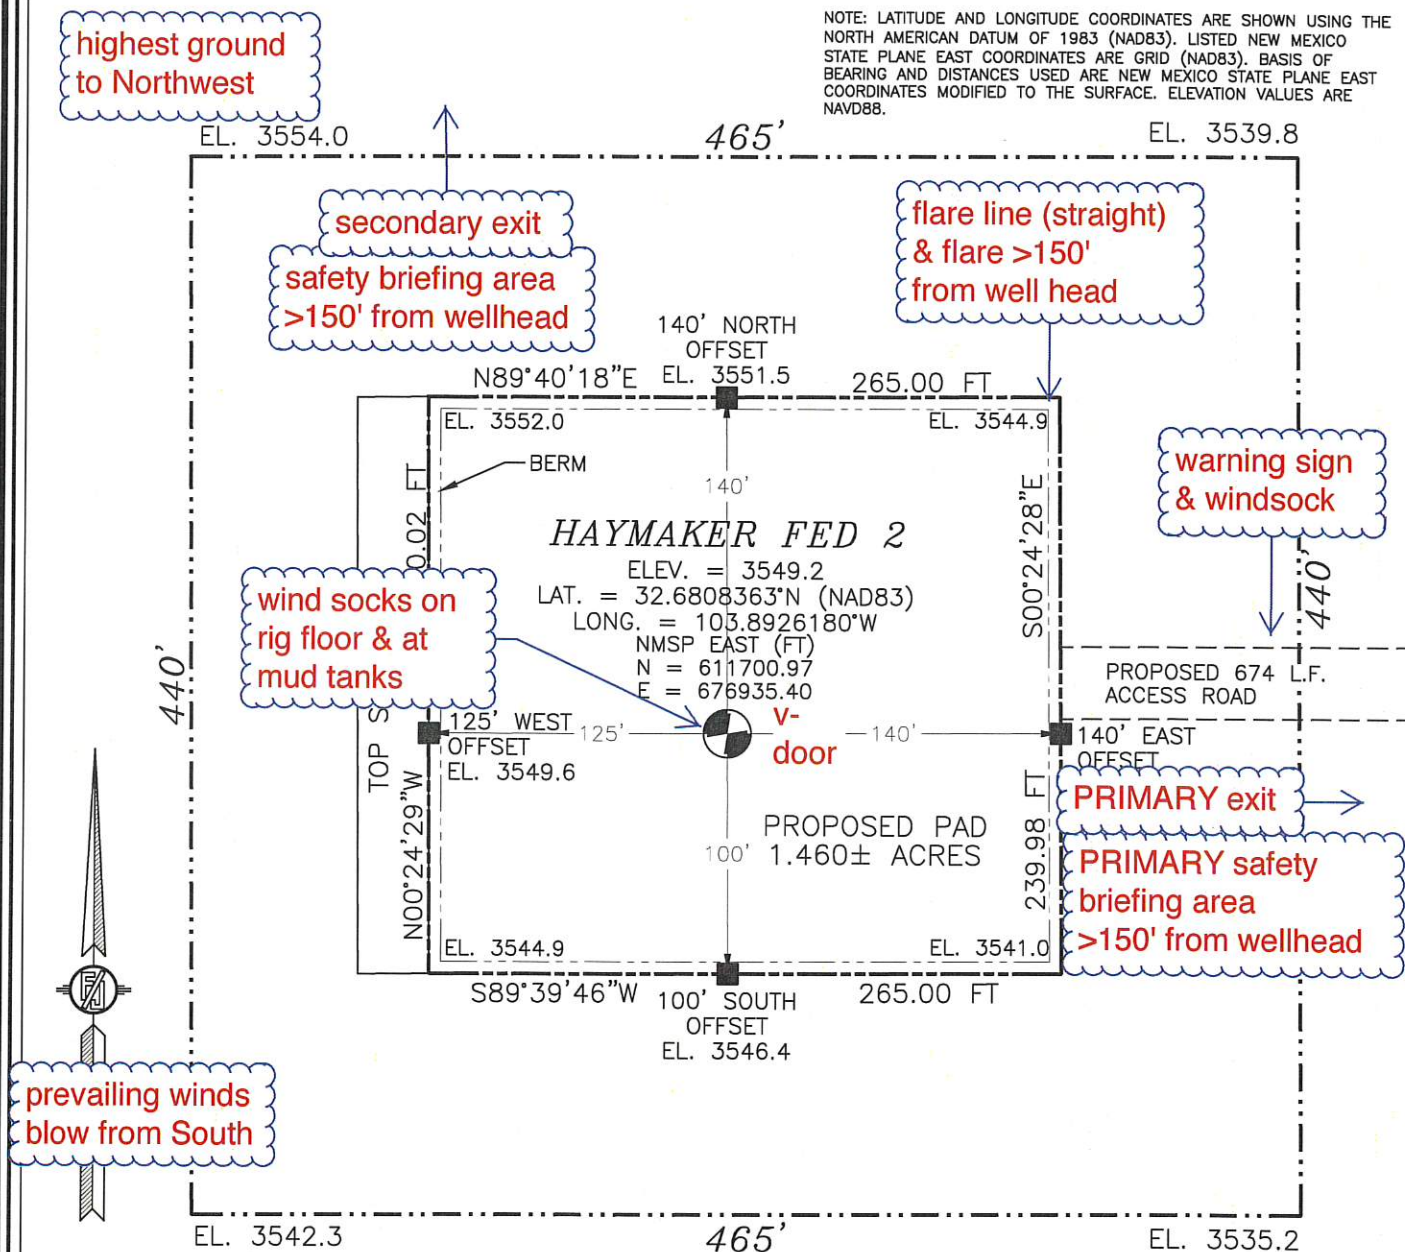 highest ground
to Northwest
NOTE: LATITUDE AND LONGITUDE COORDINATES ARE SHOWN USING THE
NORTH AMERICAN DATUM OF 1983 (NAD83). LISTED NEW MEXICO
STATE PLANE EAST COORDINATES ARE GRID (NAD83). BASIS OF
BEARING AND DISTANCES USED ARE NEW MEXICO STATE PLANE EAST
COORDINATES MODIFIED TO THE SURFACE. ELEVATION VALUES ARE
NAVD88.
EL. 3554.0
465'
EL. 3539.8
secondary exit
safety briefing area
>150' from wellhead
flare line (straight)
& flare >150'
from well head
140' NORTH
OFFSET
EL. 3551.5
N89°40'18"E
265.00 FT
EL. 3552.0
EL. 3544.9
BERM
140'
0.02 FT
S00°24'28"E
warning sign
& windsock
HAYMAKER FED 2
ELEV. = 3549.2
LAT. = 32.6808363°N (NAD83)
LONG. = 103.8926180°W
NMSP EAST (FT)
N = 611700.97
E = 676935.40
wind socks on
rig floor & at
mud tanks
440'
440'
PROPOSED 674 L.F.
ACCESS ROAD
TOP S
125' WEST
OFFSET
EL. 3549.6
125'
v-
door
140'
140' EAST
OFFSET
PRIMARY exit
PRIMARY safety
briefing area
>150' from wellhead
N00°24'29"W
100'
PROPOSED PAD
1.460± ACRES
239.98 FT
EL. 3544.9
EL. 3541.0
S89°39'46"W
100' SOUTH
OFFSET
EL. 3546.4
265.00 FT
prevailing winds
blow from South
EL. 3542.3
465'
EL. 3535.2